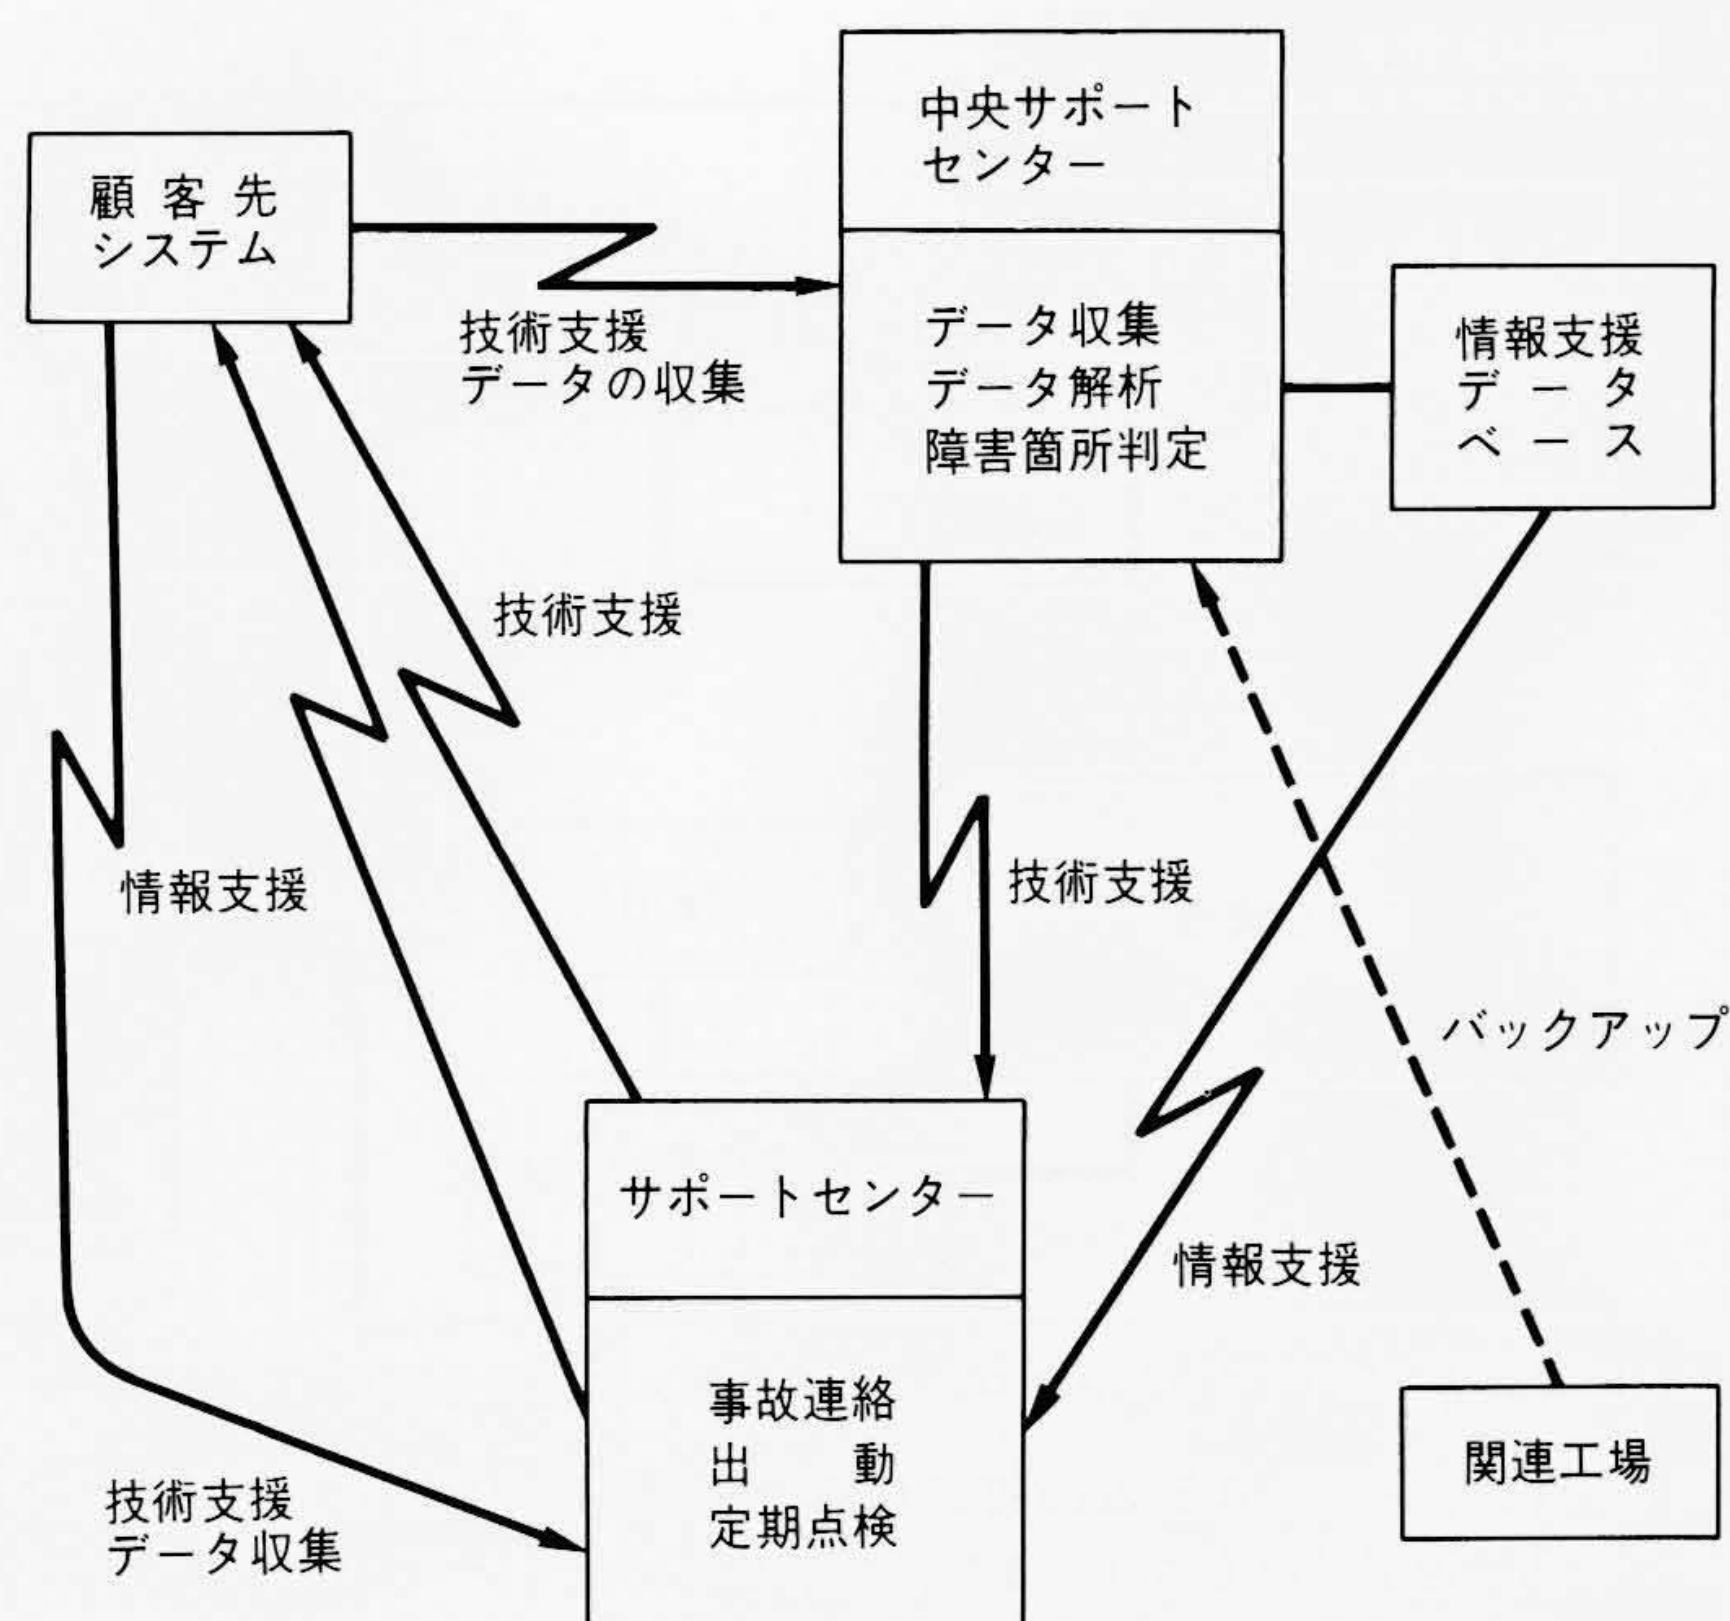 中央サポート
センター
顧客先
システム
データ収集
データ解析
障害箇所判定
技術支援
データの収集
情報支援
データ
ベース
技術支援
情報支援
技術支援
バックアップ
サポートセンター
情報支援
事故連絡
出動
定期点検
関連工場
技術支援
データ収集